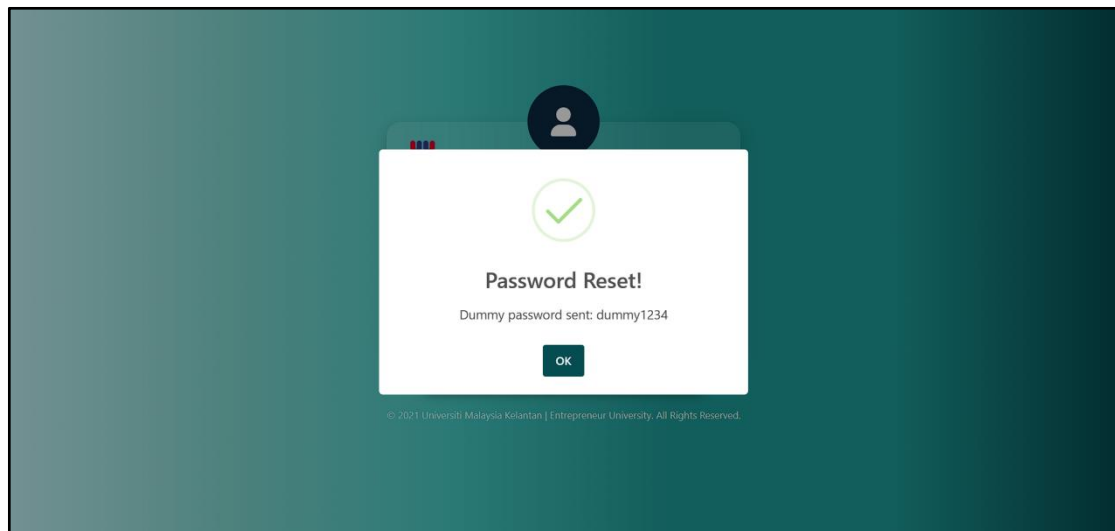 Password Reset!
Dummy password sent: dummy1234
OK
© 2021 Universiti Malaysia Kelantan | Entrepreneur University. All Rights Reserved.